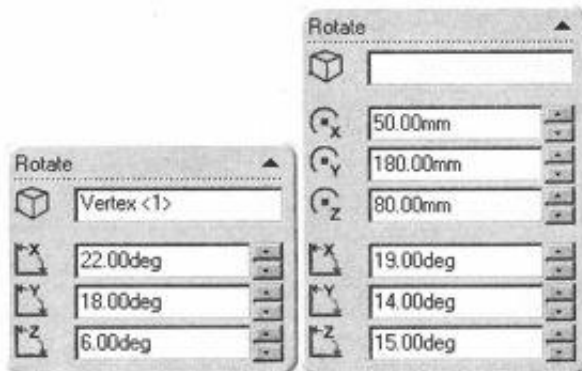 Rotate
Vertex <1>
X
22.00deg
Y
18.00deg
Z
6.00deg
Rotate
X
50.00mm
Y
180.00mm
Z
80.00mm
X
19.00deg
Y
14.00deg
Z
15.00deg